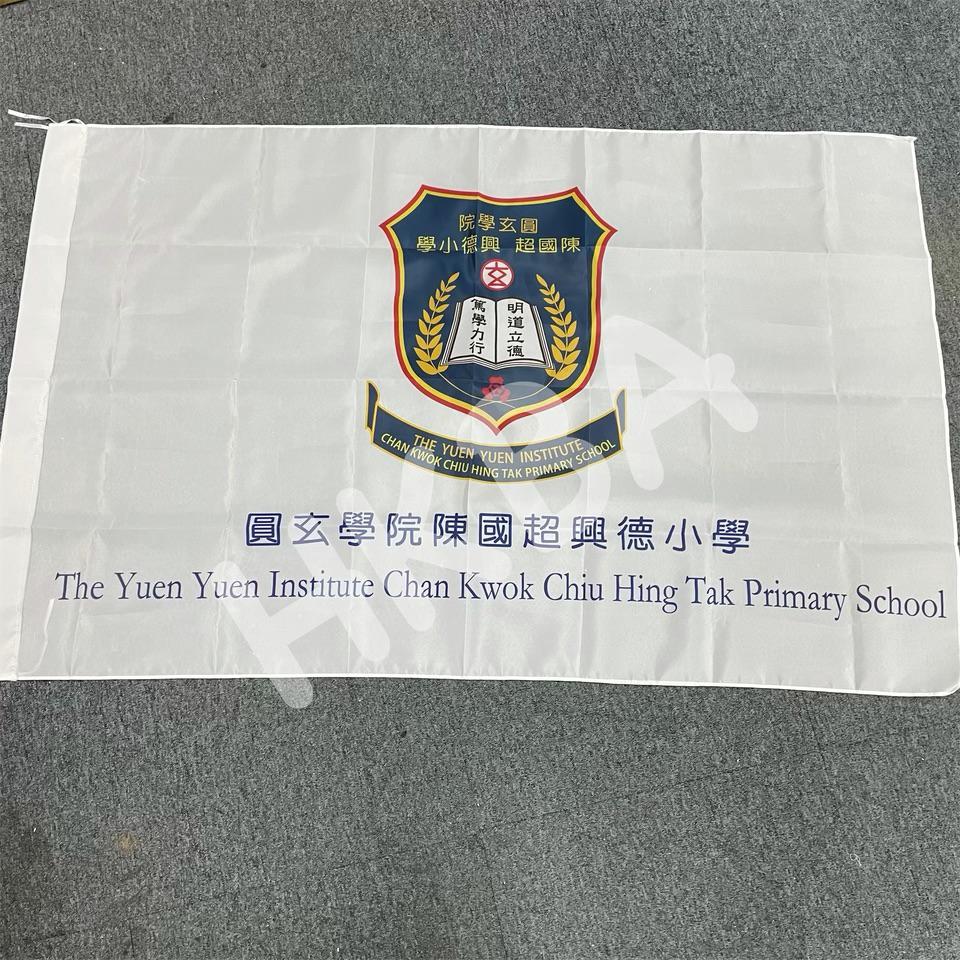 圓玄學院
陳國超 興德小學
玄
明道立德
篤學力行
THE YUEN YUEN INSTITUTE
CHAN KWOK CHIU HING TAK PRIMARY SCHOOL
圓玄學院陳國超興德小學
The Yuen Yuen Institute Chan Kwok Chiu Hing Tak Primary School
HKBA